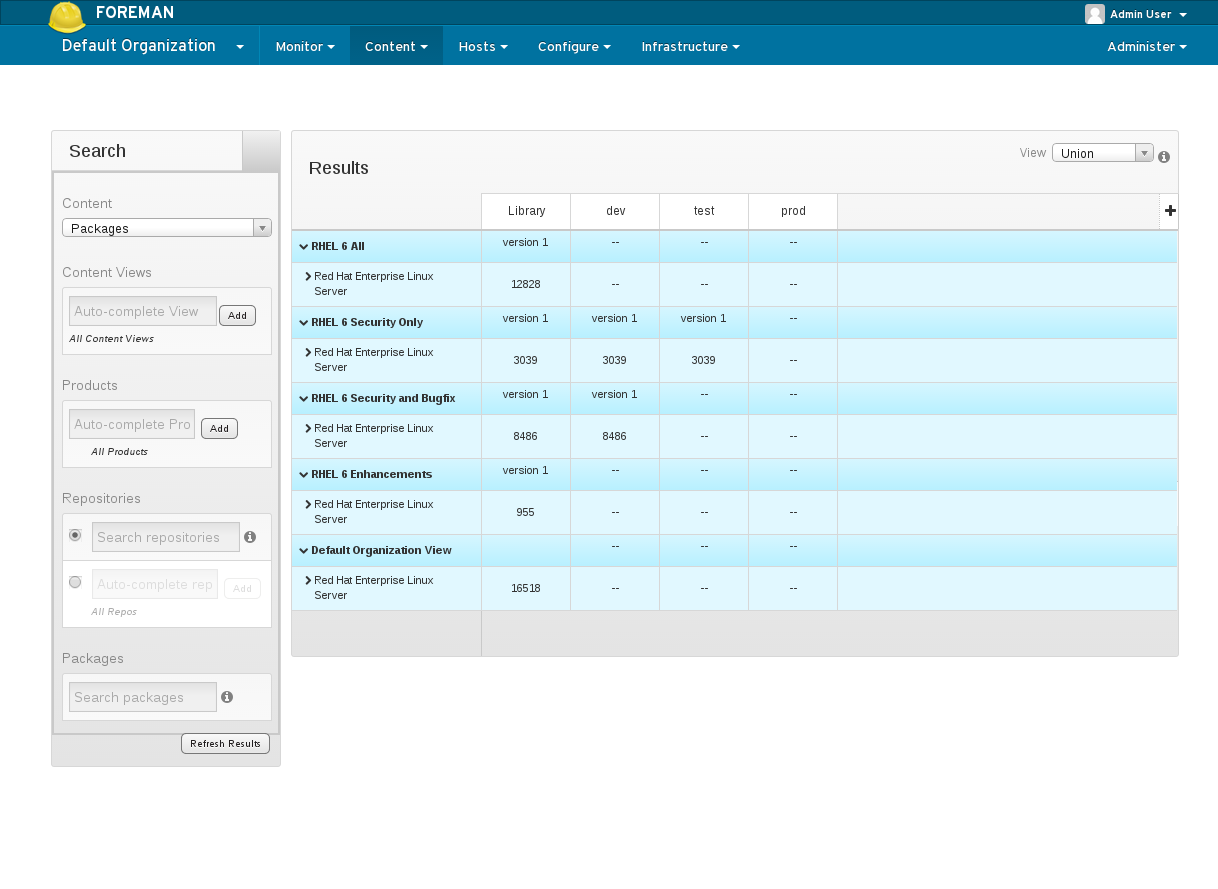 FOREMAN
Admin User
Default Organization
Monitor
Content
Hosts
Configure
Infrastructure
Administer
Search
Content
Packages
Content Views
Auto-complete View
Add
All Content Views
Products
Auto-complete Pro
Add
All Products
Repositories
Search repositories
Auto-complete rep
Add
All Repos
Packages
Search packages
Refresh Results
Results
View
Union
Library dev test prod
RHEL 6 All version 1 -- -- --
Red Hat Enterprise Linux
Server
12828 -- -- --
RHEL 6 Security Only version 1 version 1 version 1 --
Red Hat Enterprise Linux
Server
3039 3039 3039 --
RHEL 6 Security and Bugfix version 1 version 1 -- --
Red Hat Enterprise Linux
Server
8486 8486 -- --
RHEL 6 Enhancements version 1 -- -- --
Red Hat Enterprise Linux
Server
955 -- -- --
Default Organization View -- -- --
Red Hat Enterprise Linux
Server
16518 -- -- --